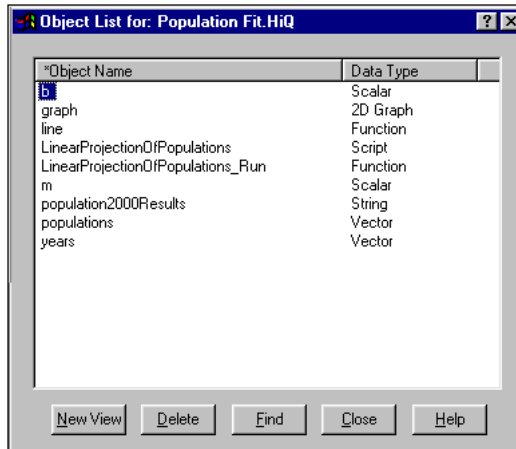 Object List for: Population Fit.HiQ
*Object Name Data Type
b Scalar
graph 2D Graph
line Function
LinearProjectionOfPopulations Script
LinearProjectionOfPopulations_Run Function
m Scalar
population2000Results String
populations Vector
years Vector
New View Delete Find Close Help